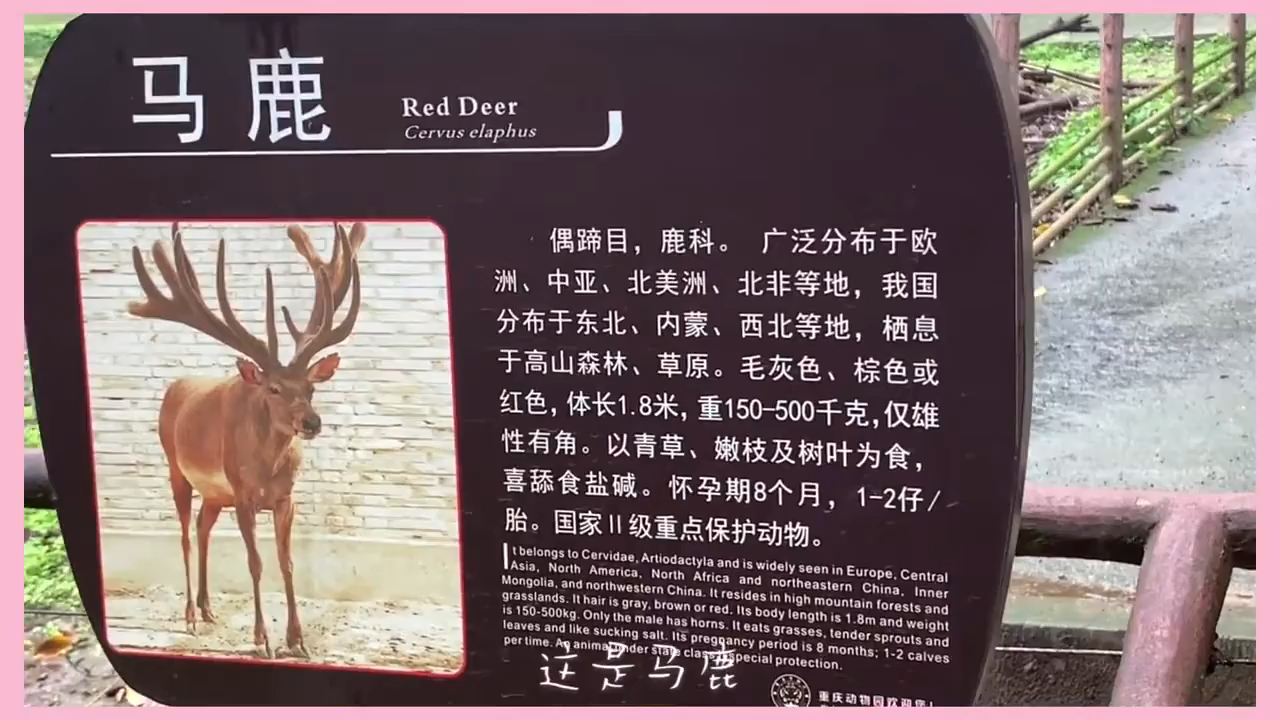 马鹿
Red Deer
Cervus elaphus
偶蹄目，鹿科。 广泛分布于欧
洲、中亚、北美洲、北非等地，我国
分布于东北、内蒙、西北等地，栖息
于高山森林、草原。毛灰色、棕色或
红色，体长1.8米，重150-500千克，仅雄
性有角。以青草、嫩枝及树叶为食，
喜舔食盐碱。怀孕期8个月，1-2仔/
胎。国家II级重点保护动物。
It belongs to Cervidae, Artiodactyla and is widely seen in Europe, Central
Asia, North America, North Africa and northeastern China, Inner
Mongolia, and northwestern China. It resides in high mountain forests and
grasslands. It hair is gray, brown or red. Its body length is 1.8m and weight
is 150-500kg. Only the male has horns. It eats grasses, tender sprouts and
leaves and like sucking salt. Its pregnancy period is 8 months; 1-2 calves
per time. An animal under state class special protection.
这是马鹿
重庆动物园欢迎您！